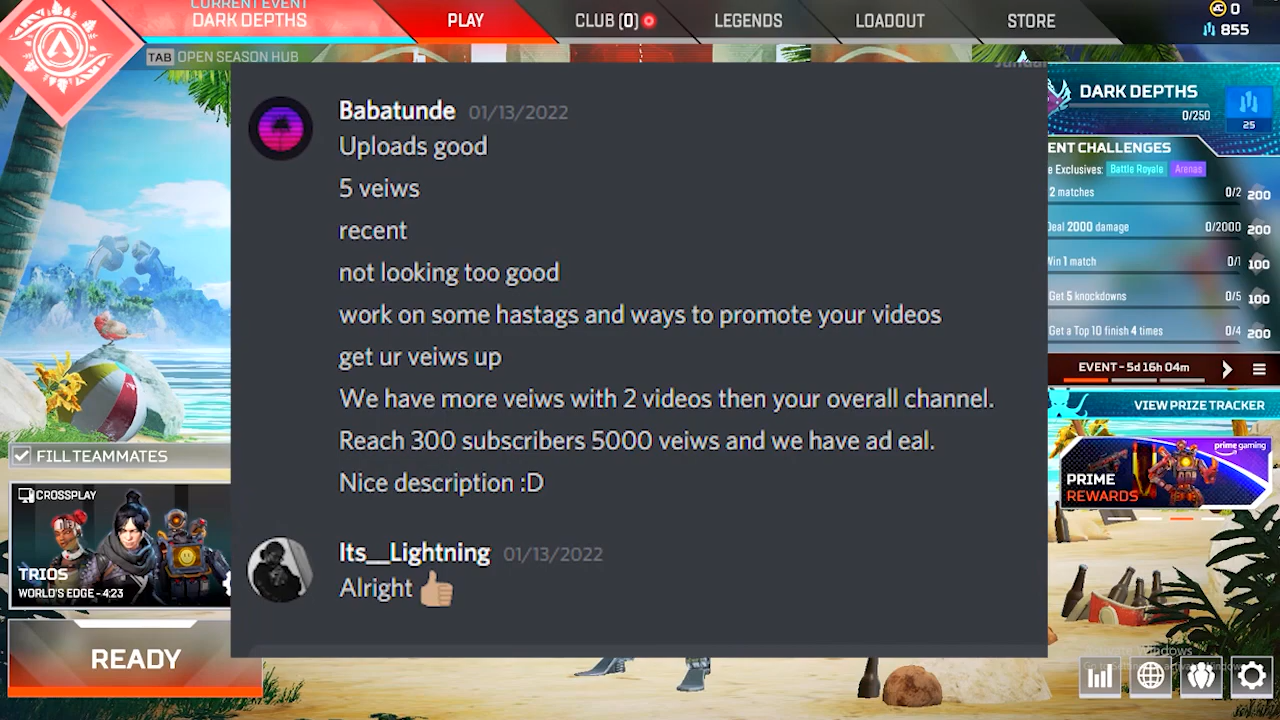 CURRENT EVENT
DARK DEPTHS
PLAY
CLUB (0)
LEGENDS
LOADOUT
STORE
0
855
TAB OPEN SEASON HUB
Babatunde 01/13/2022
Uploads good
5 veiws
recent
not looking too good
work on some hastags and ways to promote your videos
get ur veiws up
We have more veiws with 2 videos then your overall channel.
Reach 300 subscribers 5000 veiws and we have ad eal.
Nice description :D
Its__Lightning 01/13/2022
Alright 👍🏼
DARK DEPTHS
0/250
25
ENT CHALLENGES
e Exclusives: Battle Royale Arenas
2 matches 0/2 200
Deal 2000 damage 0/2000 200
Win 1 match 0/1 100
Get 5 knockdowns 0/5 100
Get a Top 10 finish 4 times 0/4 200
EVENT - 5d 16h 04m
VIEW PRIZE TRACKER
prime gaming
PRIME
REWARDS
FILL TEAMMATES
CROSSPLAY
TRIOS
WORLD'S EDGE - 4:23
READY
Windows